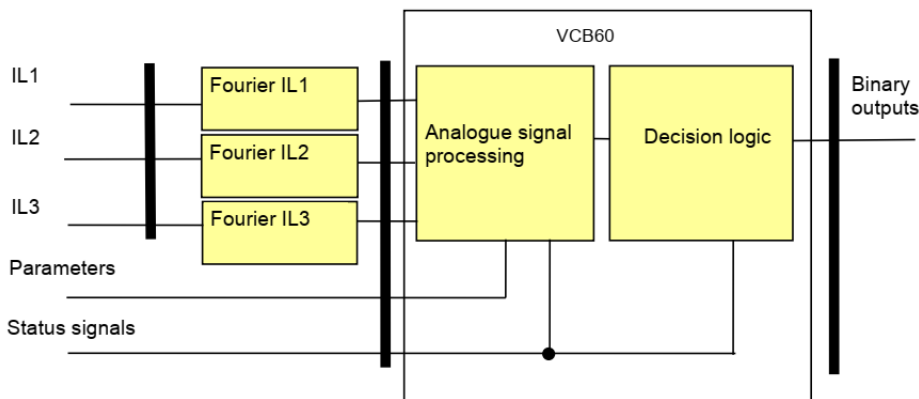 VCB60
IL1
Fourier IL1
IL2
Fourier IL2
IL3
Fourier IL3
Analogue signal
processing
Decision logic
Binary
outputs
Parameters
Status signals